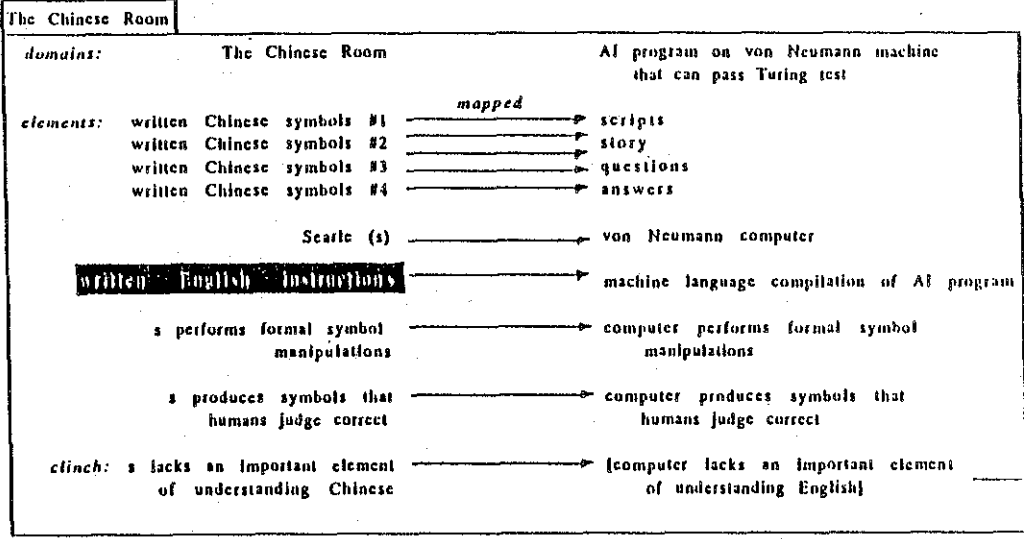 The Chinese Room
domains: The Chinese Room AI program on von Neumann machine
that can pass Turing test
mapped
elements: written Chinese symbols #1 scripts
written Chinese symbols #2 story
written Chinese symbols #3 questions
written Chinese symbols #4 answers
Searle (s) von Neumann computer
written English instructions machine language compilation of AI program
s performs formal symbol computer performs formal symbol
manipulations manipulations
s produces symbols that computer produces symbols that
humans judge correct humans judge correct
clinch: s lacks an important element [computer lacks an important element
of understanding Chinese of understanding English]